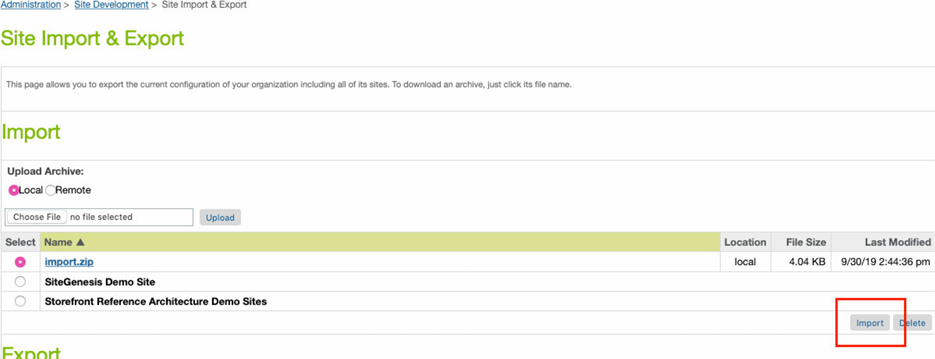 Administration > Site Development > Site Import & Export
Site Import & Export
This page allows you to export the current configuration of your organization including all of its sites. To download an archive, just click its file name.
Import
Upload Archive:
Local Remote
Choose File no file selected Upload
Select Name ▲ Location File Size Last Modified
import.zip local 4.04 KB 9/30/19 2:44:36 pm
SiteGenesis Demo Site
Storefront Reference Architecture Demo Sites
Import Delete
Export